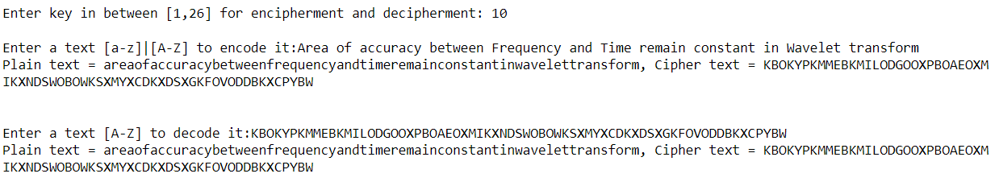 Enter key in between [1,26] for encipherment and decipherment: 10
Enter a text [a-z]|[A-Z] to encode it:Area of accuracy between Frequency and Time remain constant in Wavelet transform
Plain text = areaofaccuracybetweenfrequencyandtimeremainconstantinwavelettransform, Cipher text = KBOKYPKMMEBKMILODGOOXPBOAEOXM
IKXNDSWOBOWKSXMYXCDKXDSXGKFOVODDBKXCPYBW
Enter a text [A-Z] to decode it:KBOKYPKMMEBKMILODGOOXPBOAEOXMIKXNDSWOBOWKSXMYXCDKXDSXGKFOVODDBKXCPYBW
Plain text = areaofaccuracybetweenfrequencyandtimeremainconstantinwavelettransform, Cipher text = KBOKYPKMMEBKMILODGOOXPBOAEOXM
IKXNDSWOBOWKSXMYXCDKXDSXGKFOVODDBKXCPYBW